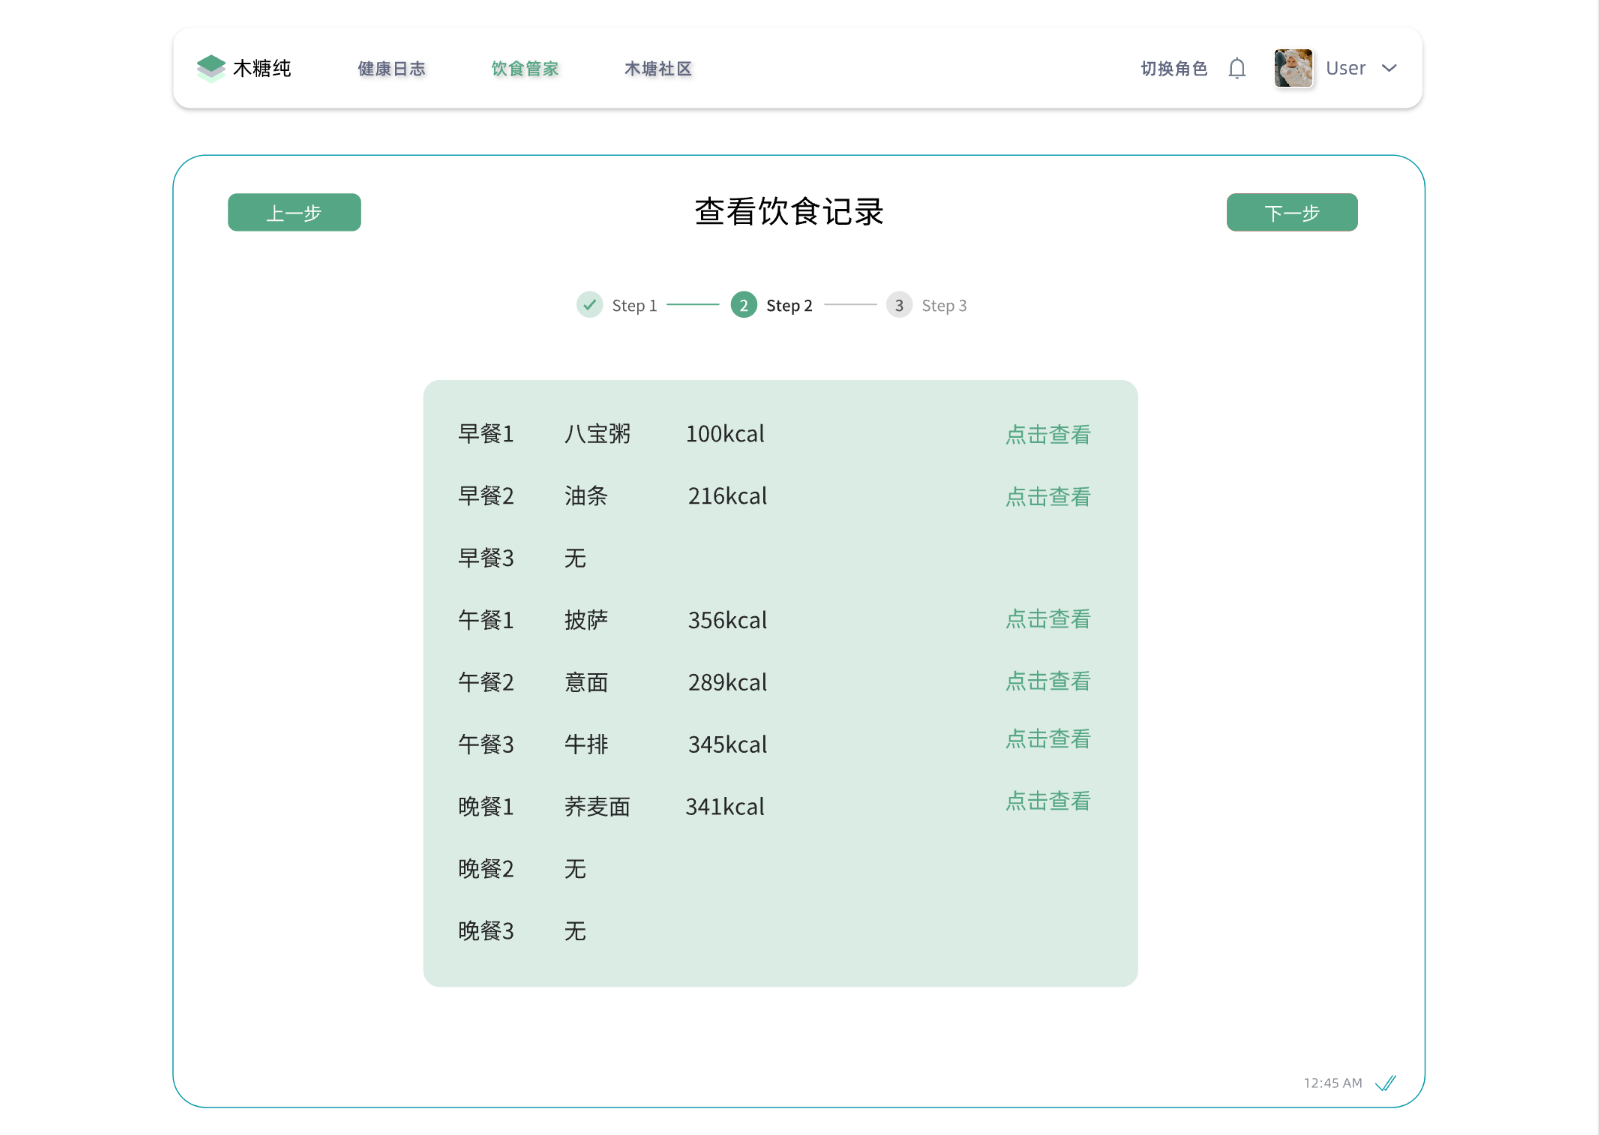 木糖纯 健康日志 饮食管家 木塘社区 切换角色 User
上一步 查看饮食记录 下一步
Step 1 2 Step 2 3 Step 3
早餐1 八宝粥 100kcal 点击查看
早餐2 油条 216kcal 点击查看
早餐3 无
午餐1 披萨 356kcal 点击查看
午餐2 意面 289kcal 点击查看
午餐3 牛排 345kcal 点击查看
晚餐1 荞麦面 341kcal 点击查看
晚餐2 无
晚餐3 无
12:45 AM